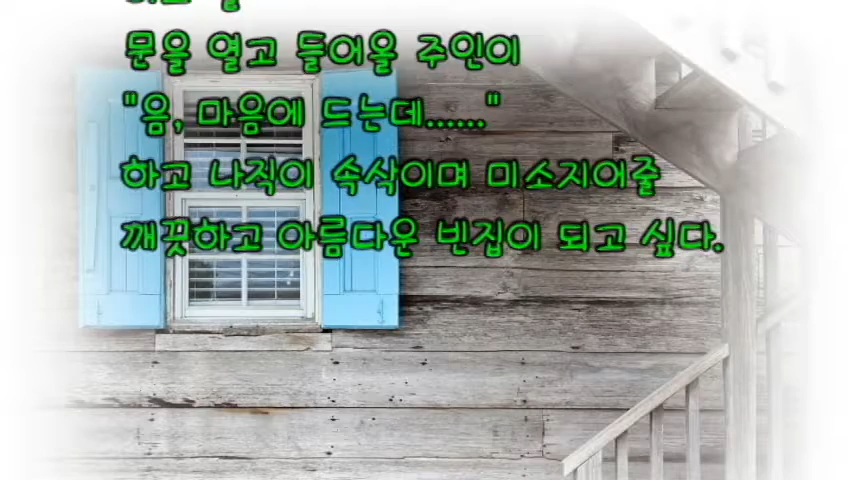 문을 열고 들어올 주인이
"음, 마음에 드는데......"
하고 나직이 속삭이며 미소지어줄
깨끗하고 아름다운 빈집이 되고 싶다.